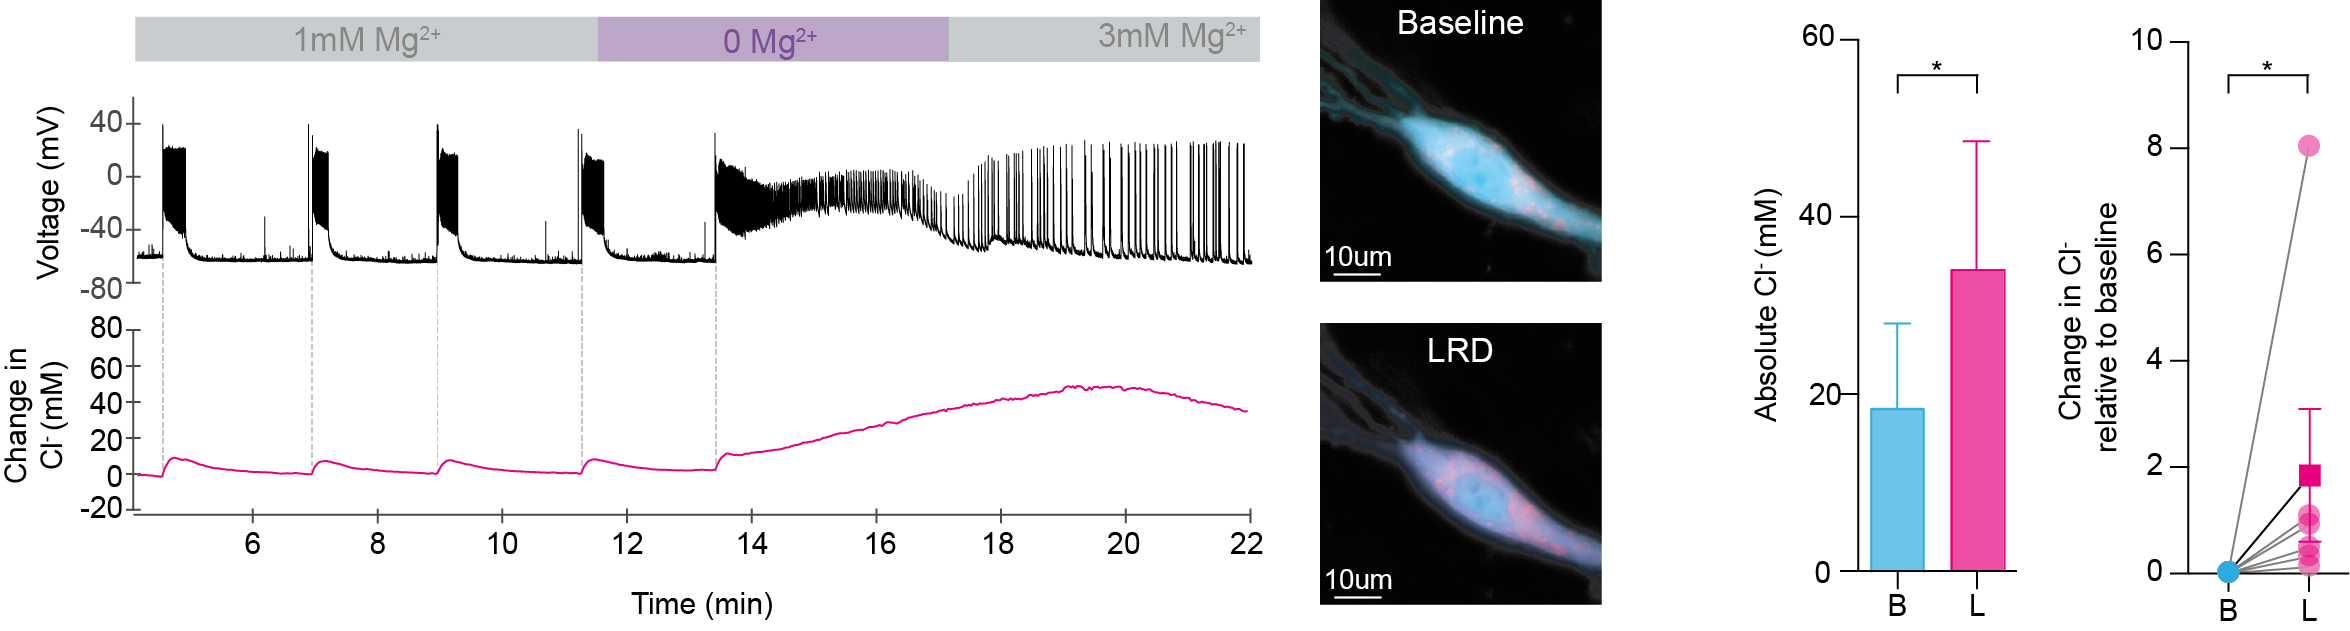 1mM Mg²⁺ 0 Mg²⁺ 3mM Mg²⁺
Voltage (mV)
40
0
-40
-80
Change in
Cl⁻ (mM)
80
60
40
20
0
-20
6 8 10 12 14 16 18 20 22
Time (min)
Baseline
10um
LRD
10um
Absolute Cl⁻ (mM)
60
40
20
0
*
B L
Change in Cl⁻
relative to baseline
10
8
6
4
2
0
*
B L